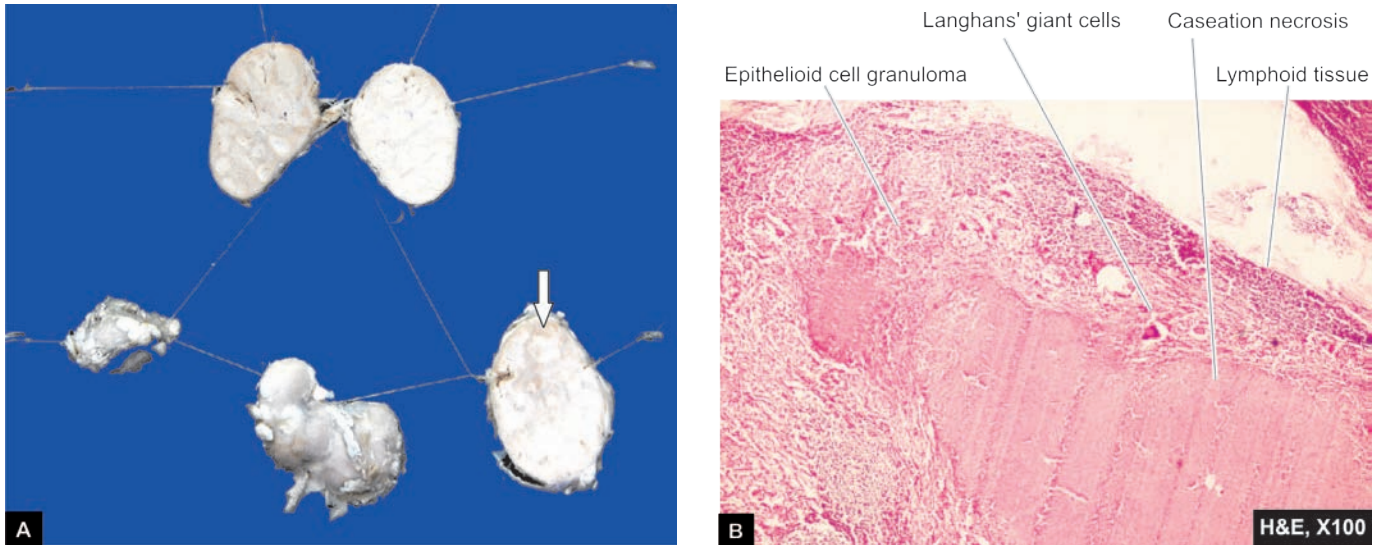 Langhans' giant cells
Caseation necrosis
Epithelioid cell granuloma
Lymphoid tissue
A
B
H&E, X100